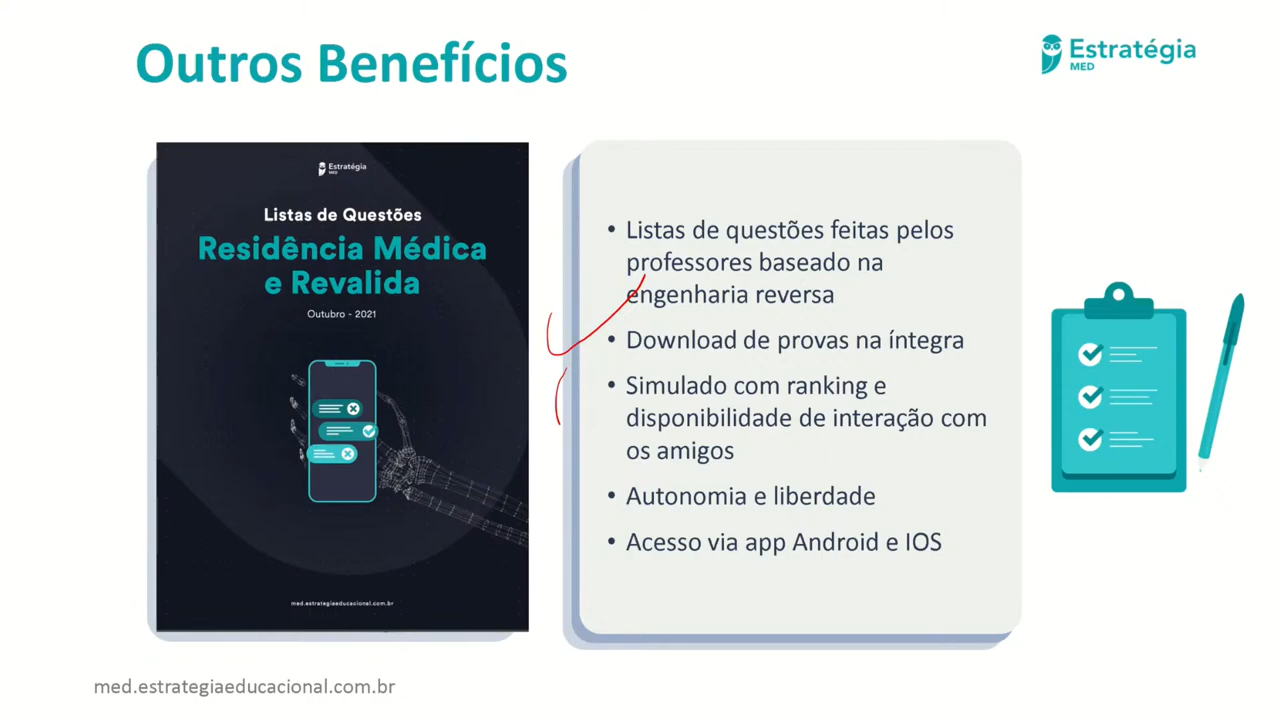 Outros Benefícios
Estratégia
MED
Estratégia
MED
Listas de Questões
Residência Médica
e Revalida
Outubro - 2021
med.estrategiaeducacional.com.br
• Listas de questões feitas pelos
professores baseado na
engenharia reversa
• Download de provas na íntegra
• Simulado com ranking e
disponibilidade de interação com
os amigos
• Autonomia e liberdade
• Acesso via app Android e IOS
med.estrategiaeducacional.com.br